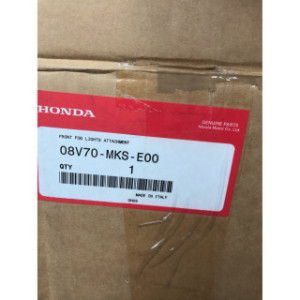 HONDA
GENUINE PARTS
Honda Motor Co., Ltd.
FRONT FOG LIGHTS ATTACHMENT
08V70-MKS-E00
QTY 1
MADE IN ITALY